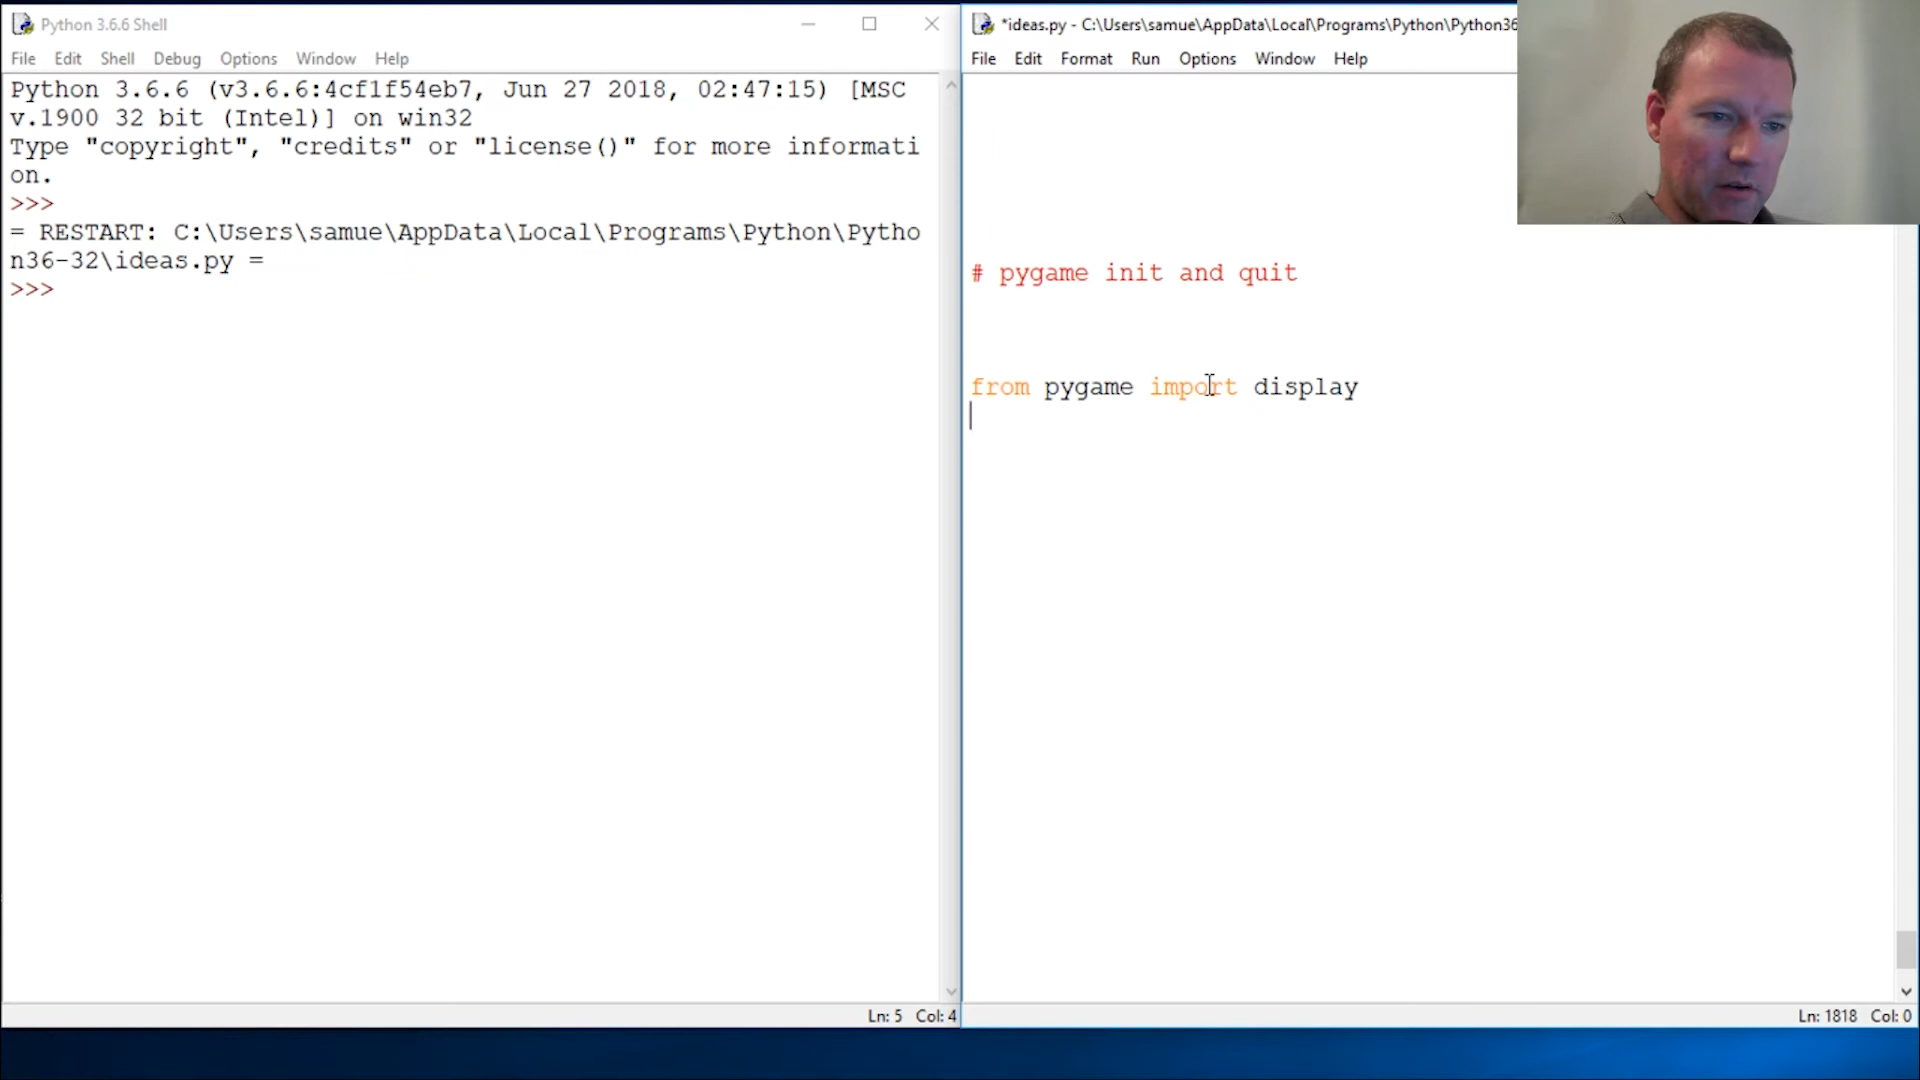 Python 3.6.6 Shell
File Edit Shell Debug Options Window Help
Python 3.6.6 (v3.6.6:4cf1f54eb7, Jun 27 2018, 02:47:15) [MSC
v.1900 32 bit (Intel)] on win32
Type "copyright", "credits" or "license()" for more informati
on.
>>>
= RESTART: C:\Users\samue\AppData\Local\Programs\Python\Pytho
n36-32\ideas.py =
>>>
Ln: 5 Col: 4
*ideas.py - C:\Users\samue\AppData\Local\Programs\Python\Python36
File Edit Format Run Options Window Help
# pygame init and quit
from pygame import display
Ln: 1818 Col: 0